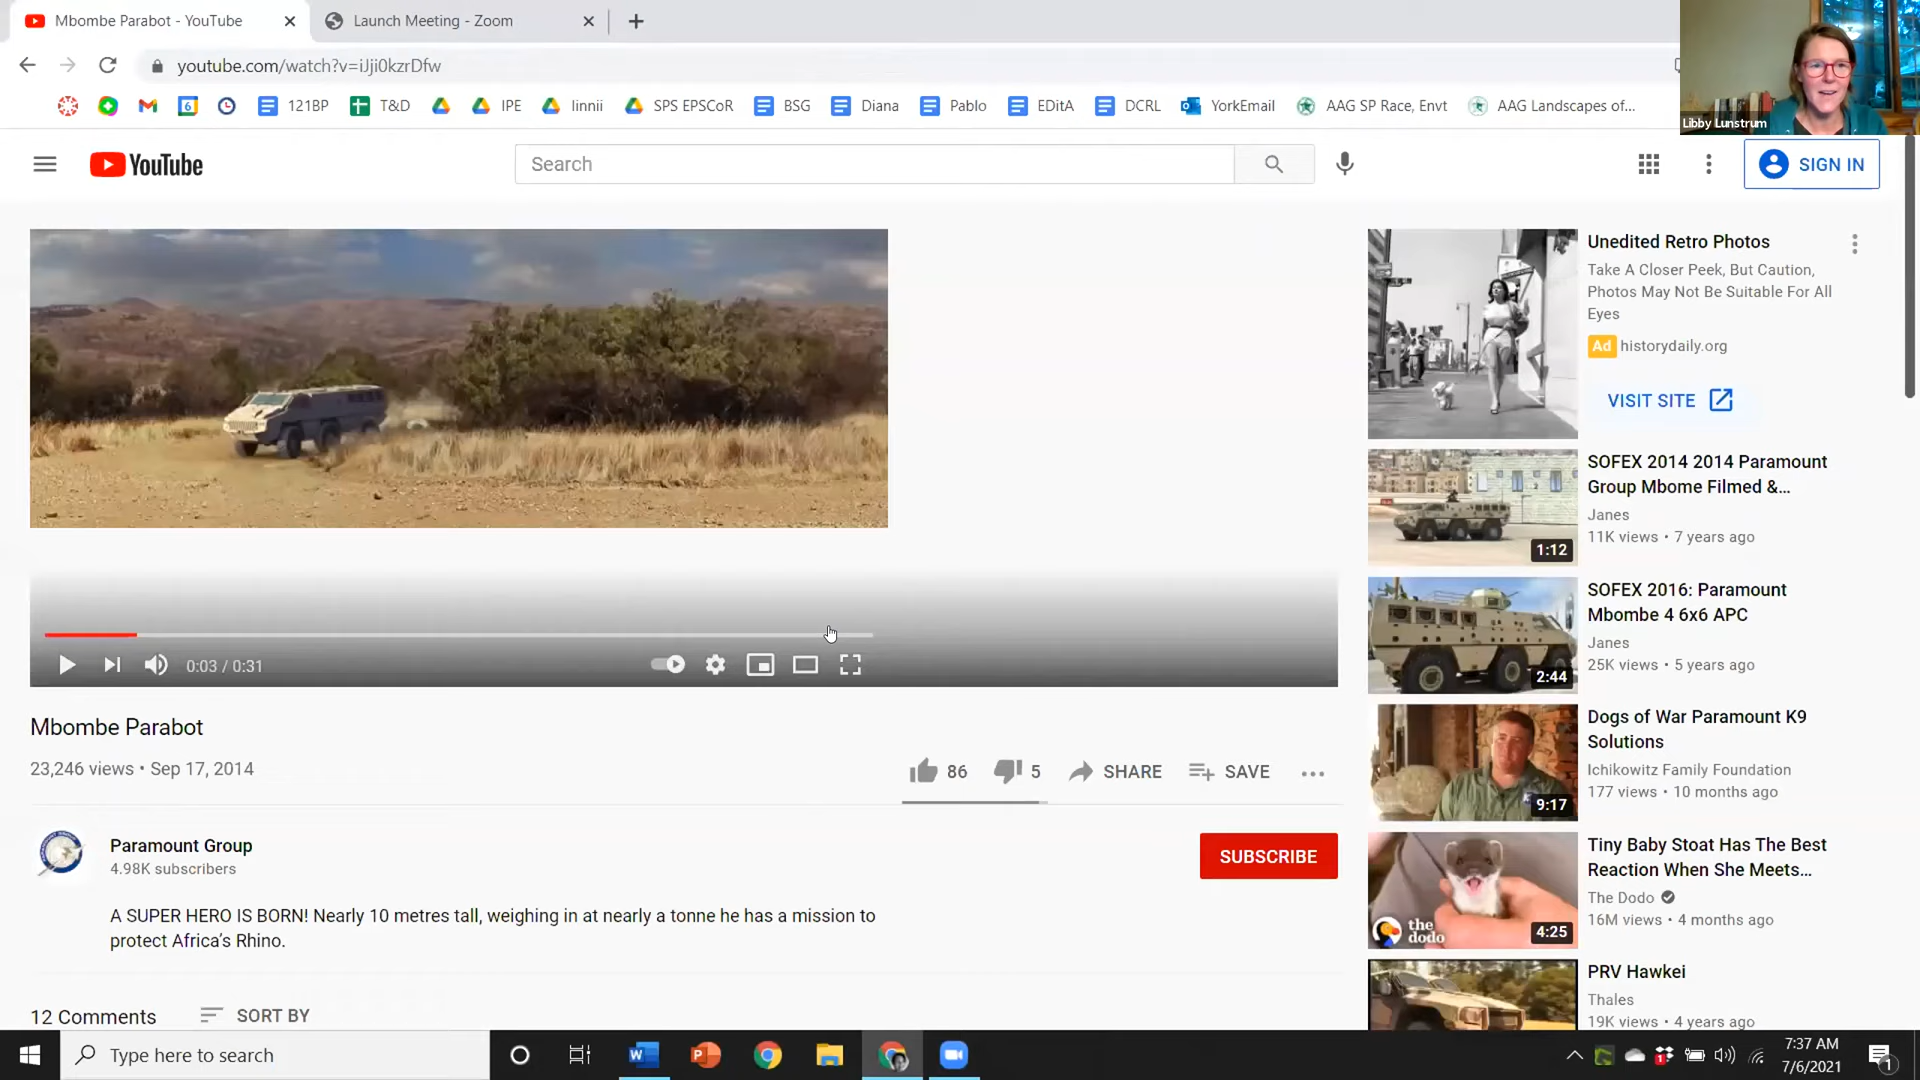 Mbombe Parabot - YouTube
Launch Meeting - Zoom
youtube.com/watch?v=iJji0kzrDfw
6
121BP
T&D
IPE
linnii
SPS EPSCoR
BSG
Diana
Pablo
EDitA
DCRL
YorkEmail
AAG SP Race, Envt
AAG Landscapes of...
Libby Lunstrum
YouTube
Search
SIGN IN
Unedited Retro Photos
Take A Closer Peek, But Caution,
Photos May Not Be Suitable For All
Eyes
Ad historydaily.org
VISIT SITE
SOFEX 2014 2014 Paramount
Group Mbome Filmed &...
Janes
11K views • 7 years ago
1:12
SOFEX 2016: Paramount
Mbombe 4 6x6 APC
Janes
25K views • 5 years ago
2:44
Dogs of War Paramount K9
Solutions
Ichikowitz Family Foundation
177 views • 10 months ago
9:17
Tiny Baby Stoat Has The Best
Reaction When She Meets...
The Dodo
16M views • 4 months ago
the
dodo
4:25
PRV Hawkei
Thales
19K views • 4 years ago
0:03 / 0:31
Mbombe Parabot
23,246 views • Sep 17, 2014
86
5
SHARE
SAVE
Paramount Group
4.98K subscribers
SUBSCRIBE
A SUPER HERO IS BORN! Nearly 10 metres tall, weighing in at nearly a tonne he has a mission to
protect Africa's Rhino.
12 Comments
SORT BY
Type here to search
W
P
1
7:37 AM
7/6/2021
1